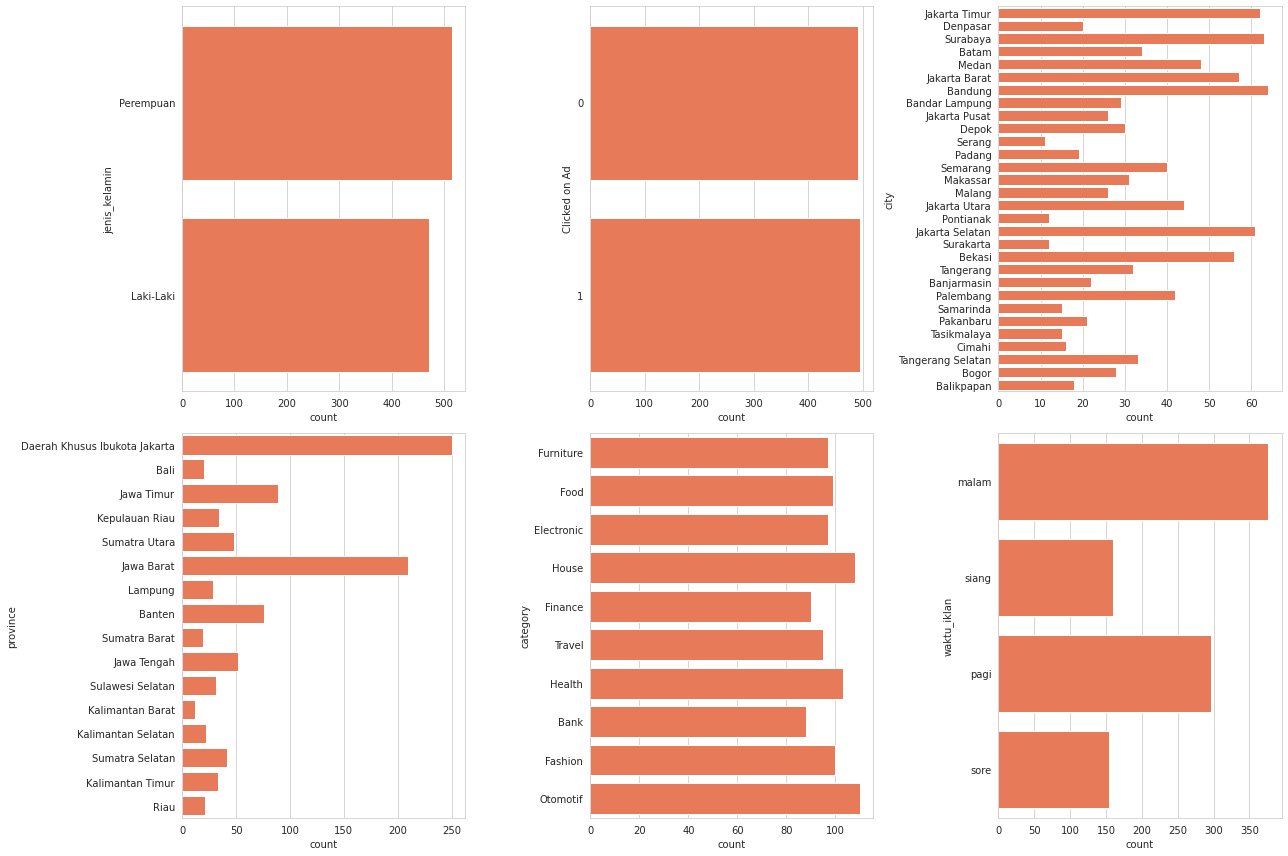 Perempuan
Laki-Laki
jenis_kelamin
0 100 200 300 400 500
count
0
1
Clicked on Ad
0 100 200 300 400 500
count
Jakarta Timur
Denpasar
Surabaya
Batam
Medan
Jakarta Barat
Bandung
Bandar Lampung
Jakarta Pusat
Depok
Serang
Padang
Semarang
Makassar
Malang
Jakarta Utara
Pontianak
Jakarta Selatan
Surakarta
Bekasi
Tangerang
Banjarmasin
Palembang
Samarinda
Pakanbaru
Tasikmalaya
Cimahi
Tangerang Selatan
Bogor
Balikpapan
city
0 10 20 30 40 50 60
count
Daerah Khusus Ibukota Jakarta
Bali
Jawa Timur
Kepulauan Riau
Sumatra Utara
Jawa Barat
Lampung
Banten
Sumatra Barat
Jawa Tengah
Sulawesi Selatan
Kalimantan Barat
Kalimantan Selatan
Sumatra Selatan
Kalimantan Timur
Riau
province
0 50 100 150 200 250
count
Furniture
Food
Electronic
House
Finance
Travel
Health
Bank
Fashion
Otomotif
category
0 20 40 60 80 100
count
malam
siang
pagi
sore
waktu_iklan
0 50 100 150 200 250 300 350
count